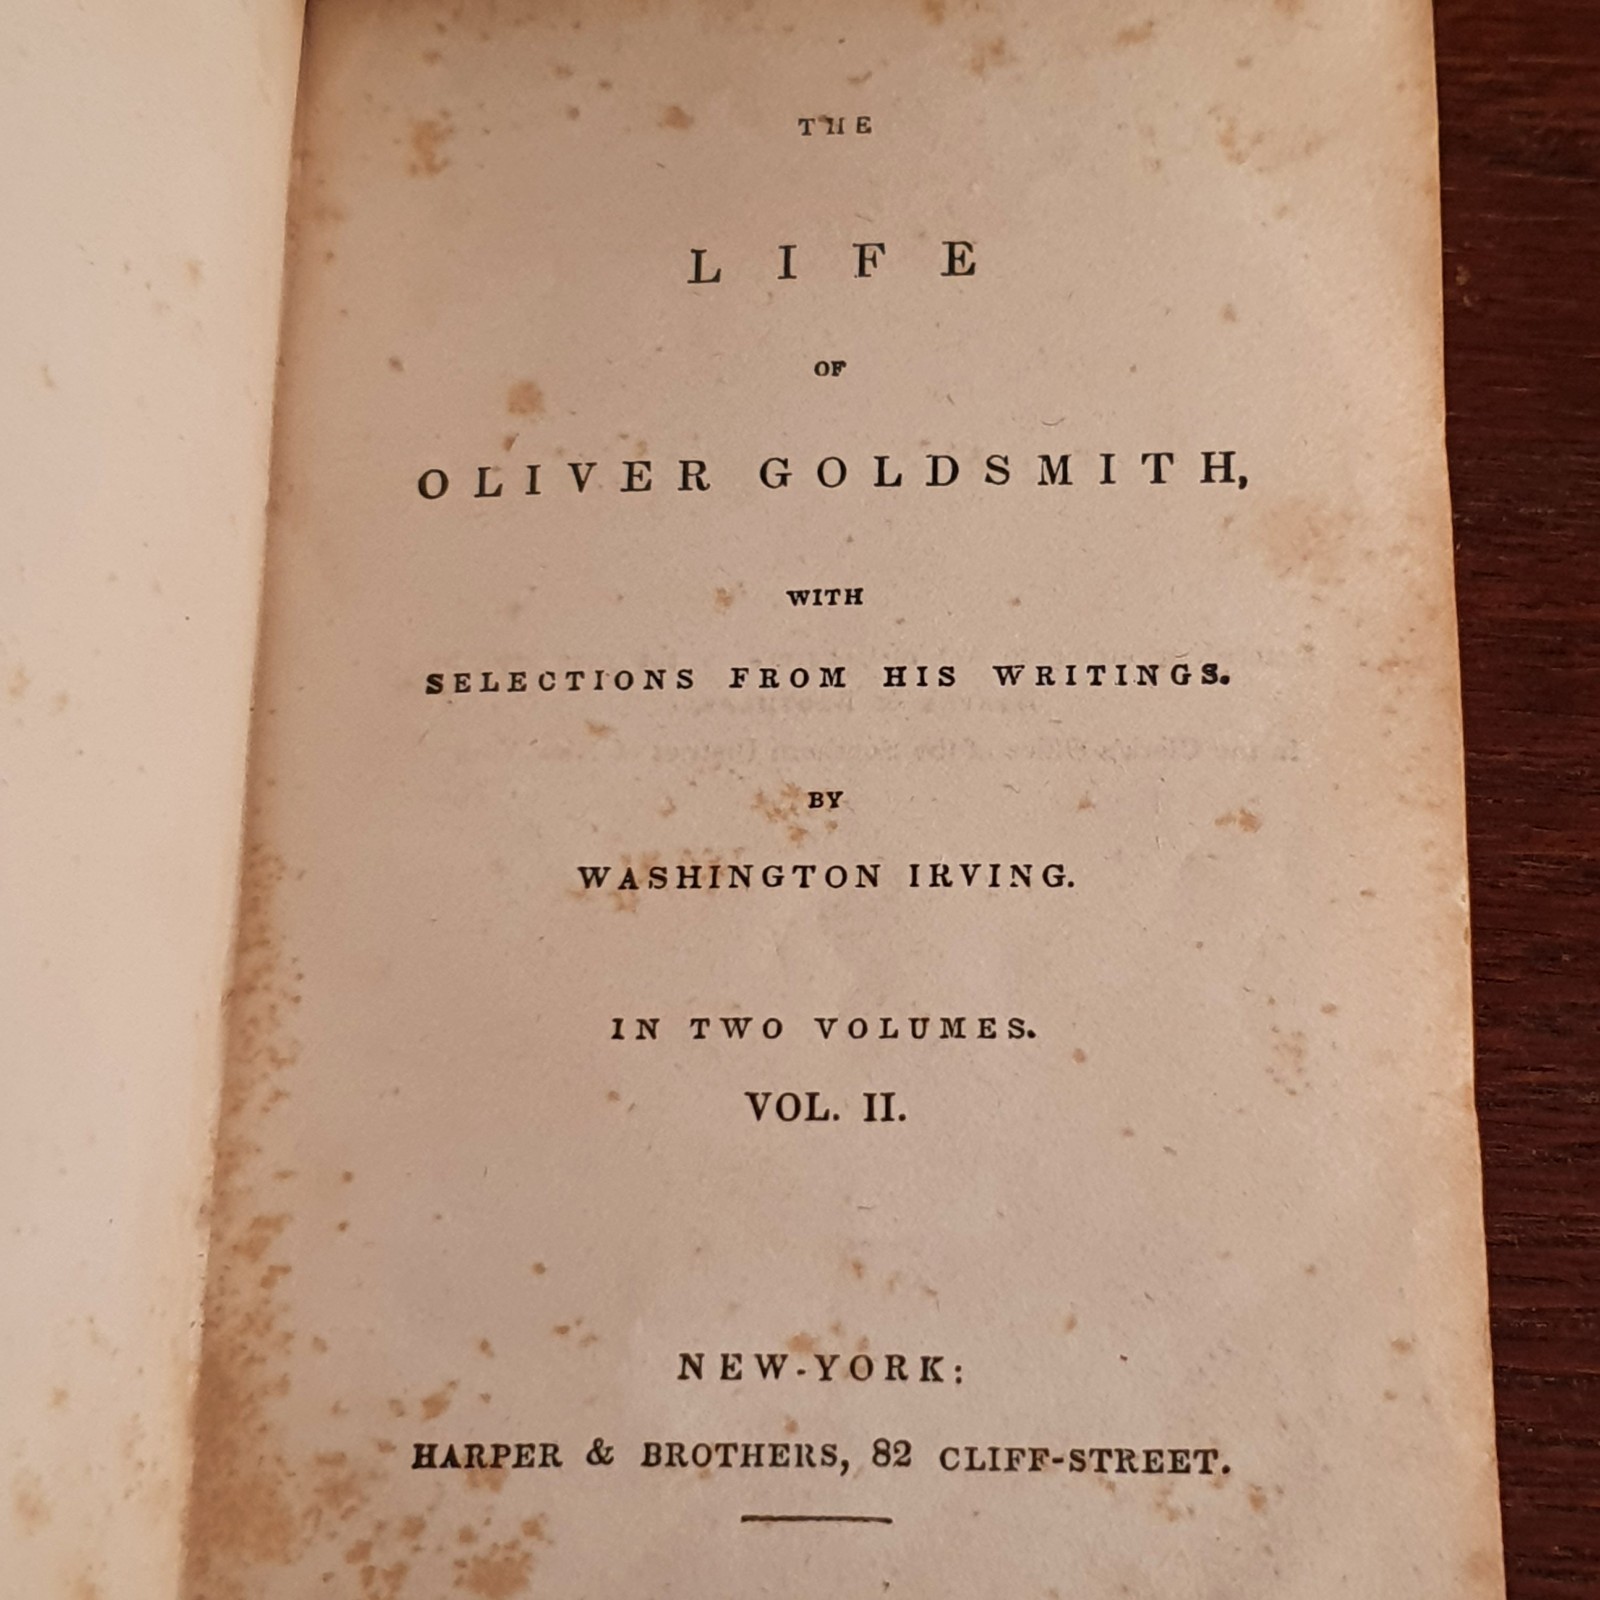 THE
LIFE
OF
OLIVER GOLDSMITH,
WITH
SELECTIONS FROM HIS WRITINGS.
BY
WASHINGTON IRVING.
IN TWO VOLUMES.
VOL. II.
NEW-YORK:
HARPER & BROTHERS, 82 CLIFF-STREET.